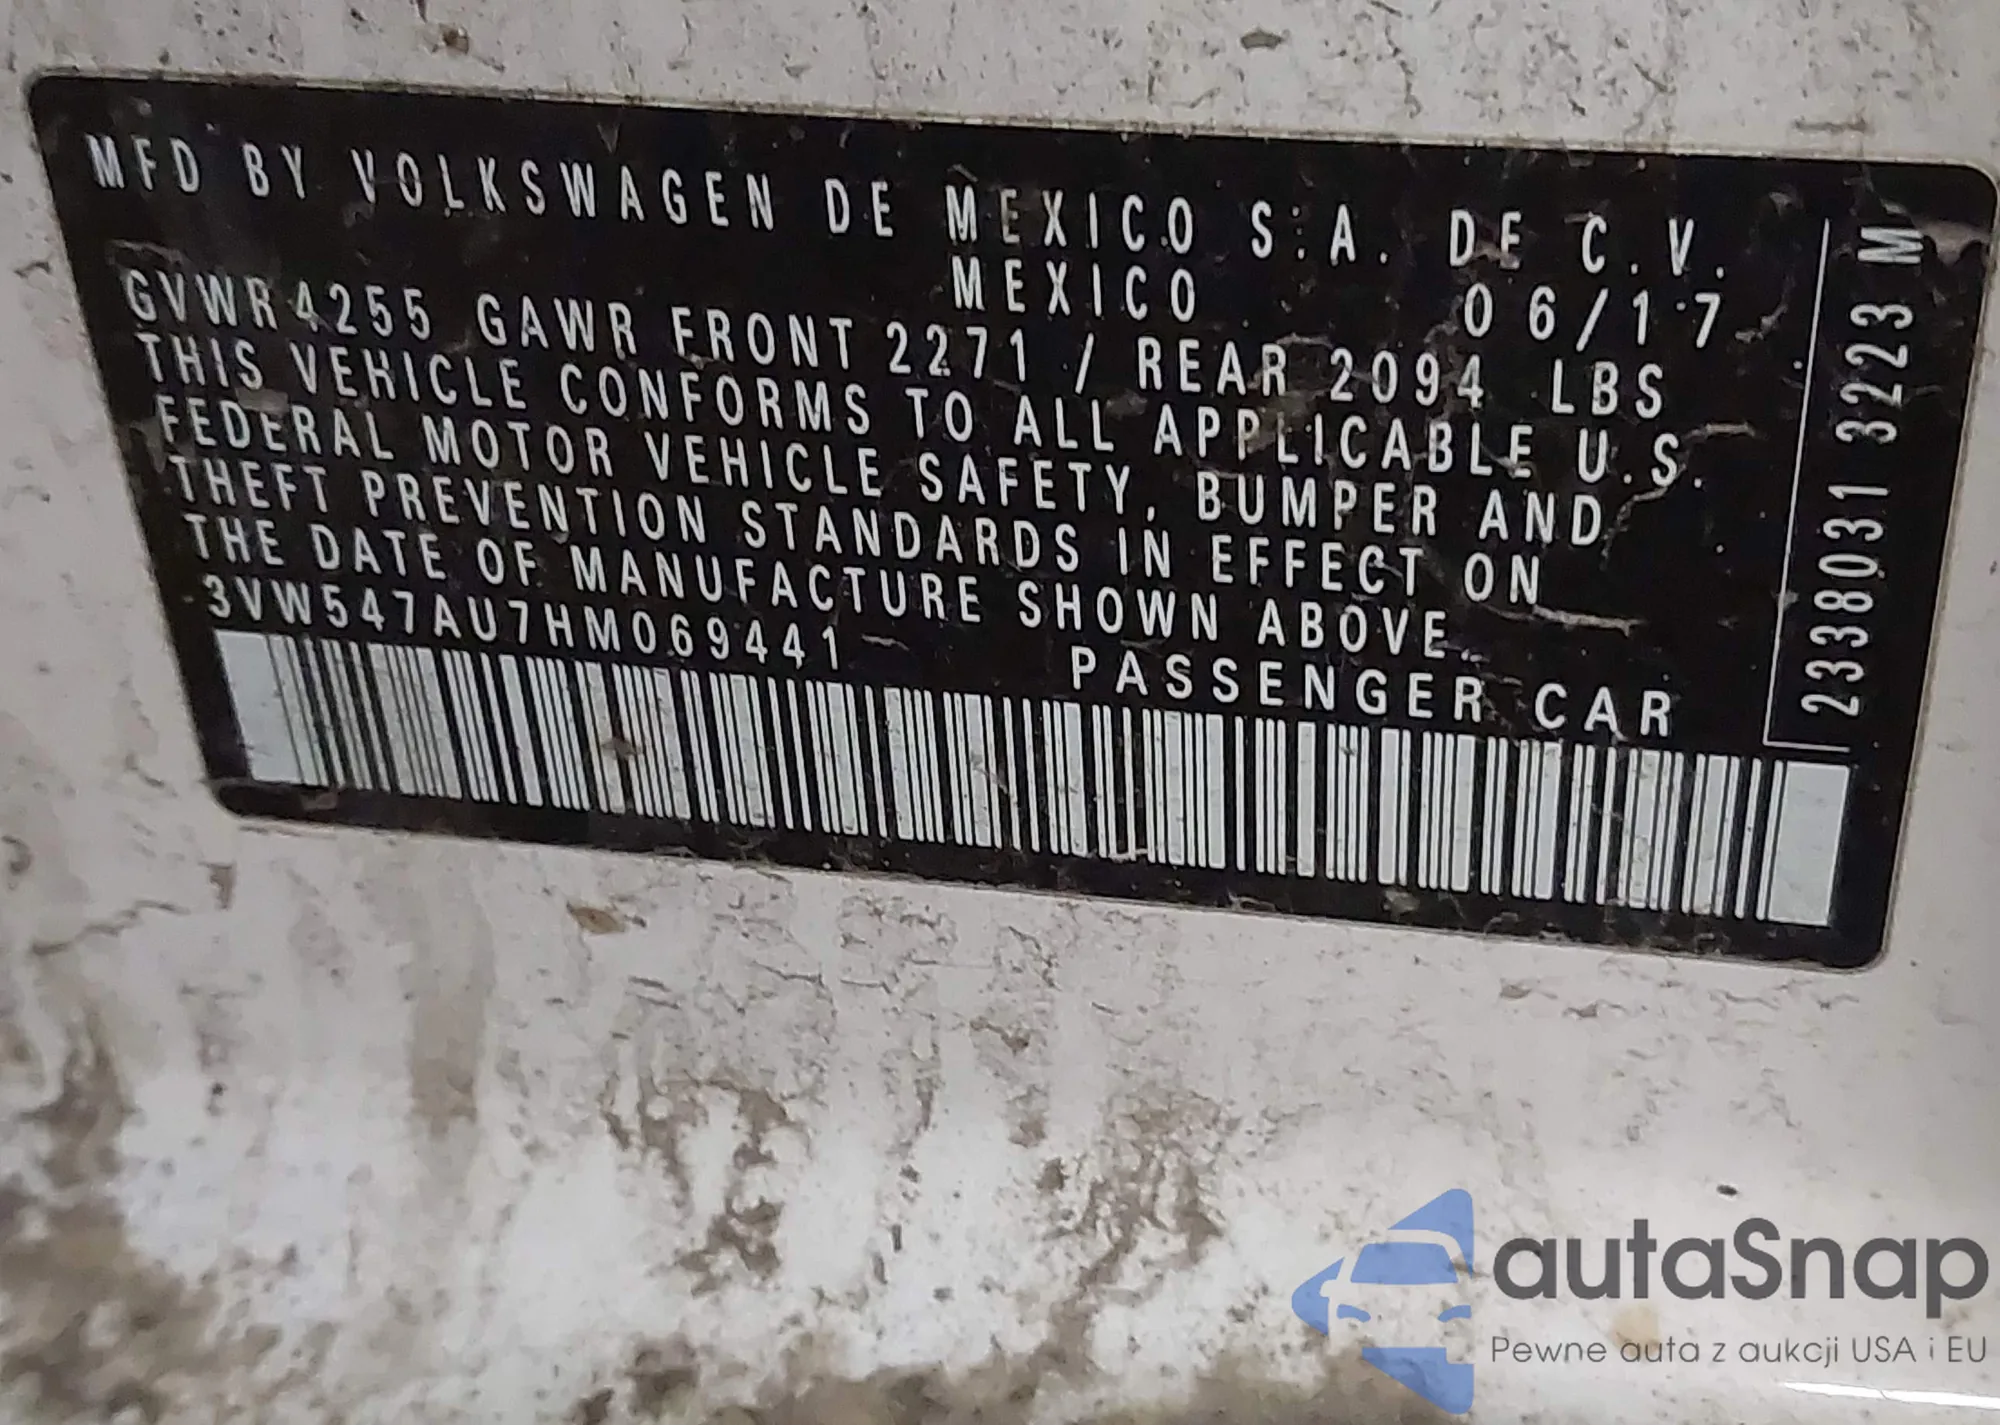 MFD BY VOLKSWAGEN DE MEXICO S.A. DE C.V.
MEXICO 06/17
GVWR 4255 GAWR FRONT 2271 / REAR 2094 LBS
THIS VEHICLE CONFORMS TO ALL APPLICABLE U.S.
FEDERAL MOTOR VEHICLE SAFETY, BUMPER AND
THEFT PREVENTION STANDARDS IN EFFECT ON
THE DATE OF MANUFACTURE SHOWN ABOVE.
3VW547AU7HM069441
PASSENGER CAR
2338031 3223 M
autaSnap
Pewne auta z aukcji USA i EU